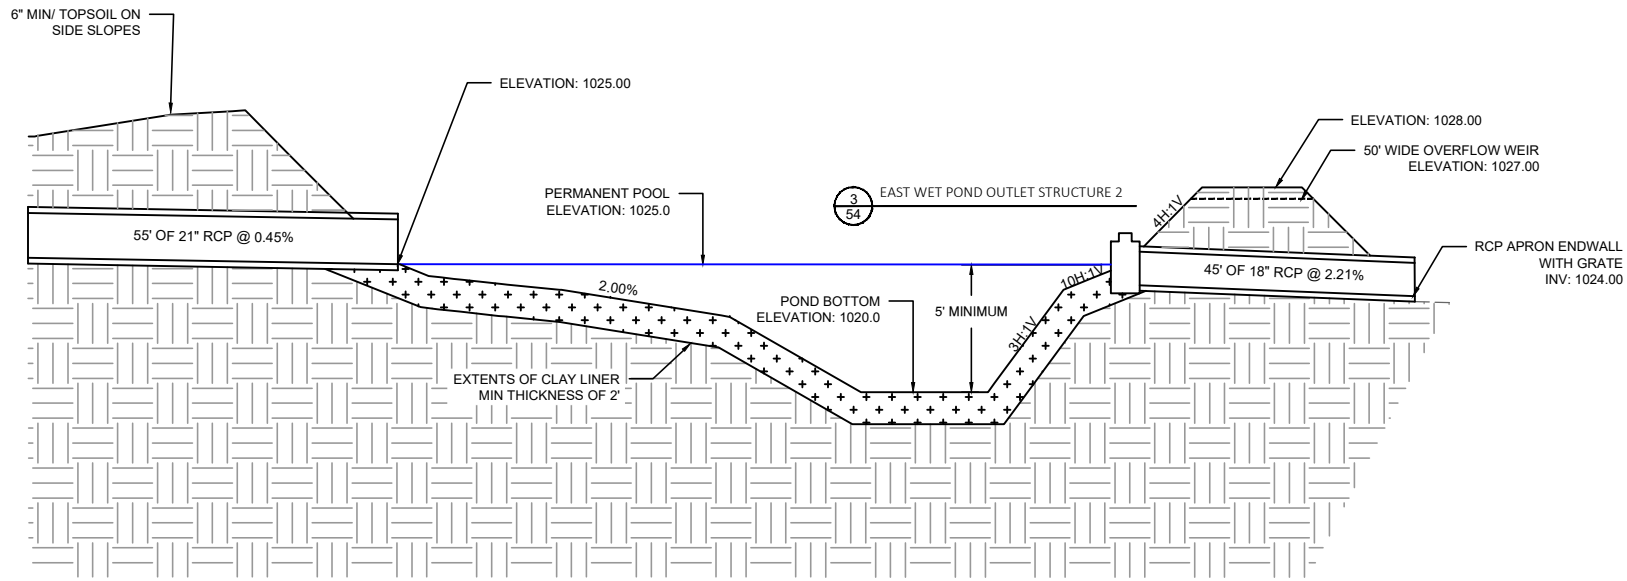 6" MIN/ TOPSOIL ON
SIDE SLOPES
ELEVATION: 1025.00
ELEVATION: 1028.00
50' WIDE OVERFLOW WEIR
ELEVATION: 1027.00
PERMANENT POOL
ELEVATION: 1025.0
3
54
EAST WET POND OUTLET STRUCTURE 2
4H:1V
55' OF 21" RCP @ 0.45%
RCP APRON ENDWALL
WITH GRATE
INV: 1024.00
45' OF 18" RCP @ 2.21%
2.00%
10H:1V
POND BOTTOM
ELEVATION: 1020.0
5' MINIMUM
3H:1V
EXTENTS OF CLAY LINER
MIN THICKNESS OF 2'